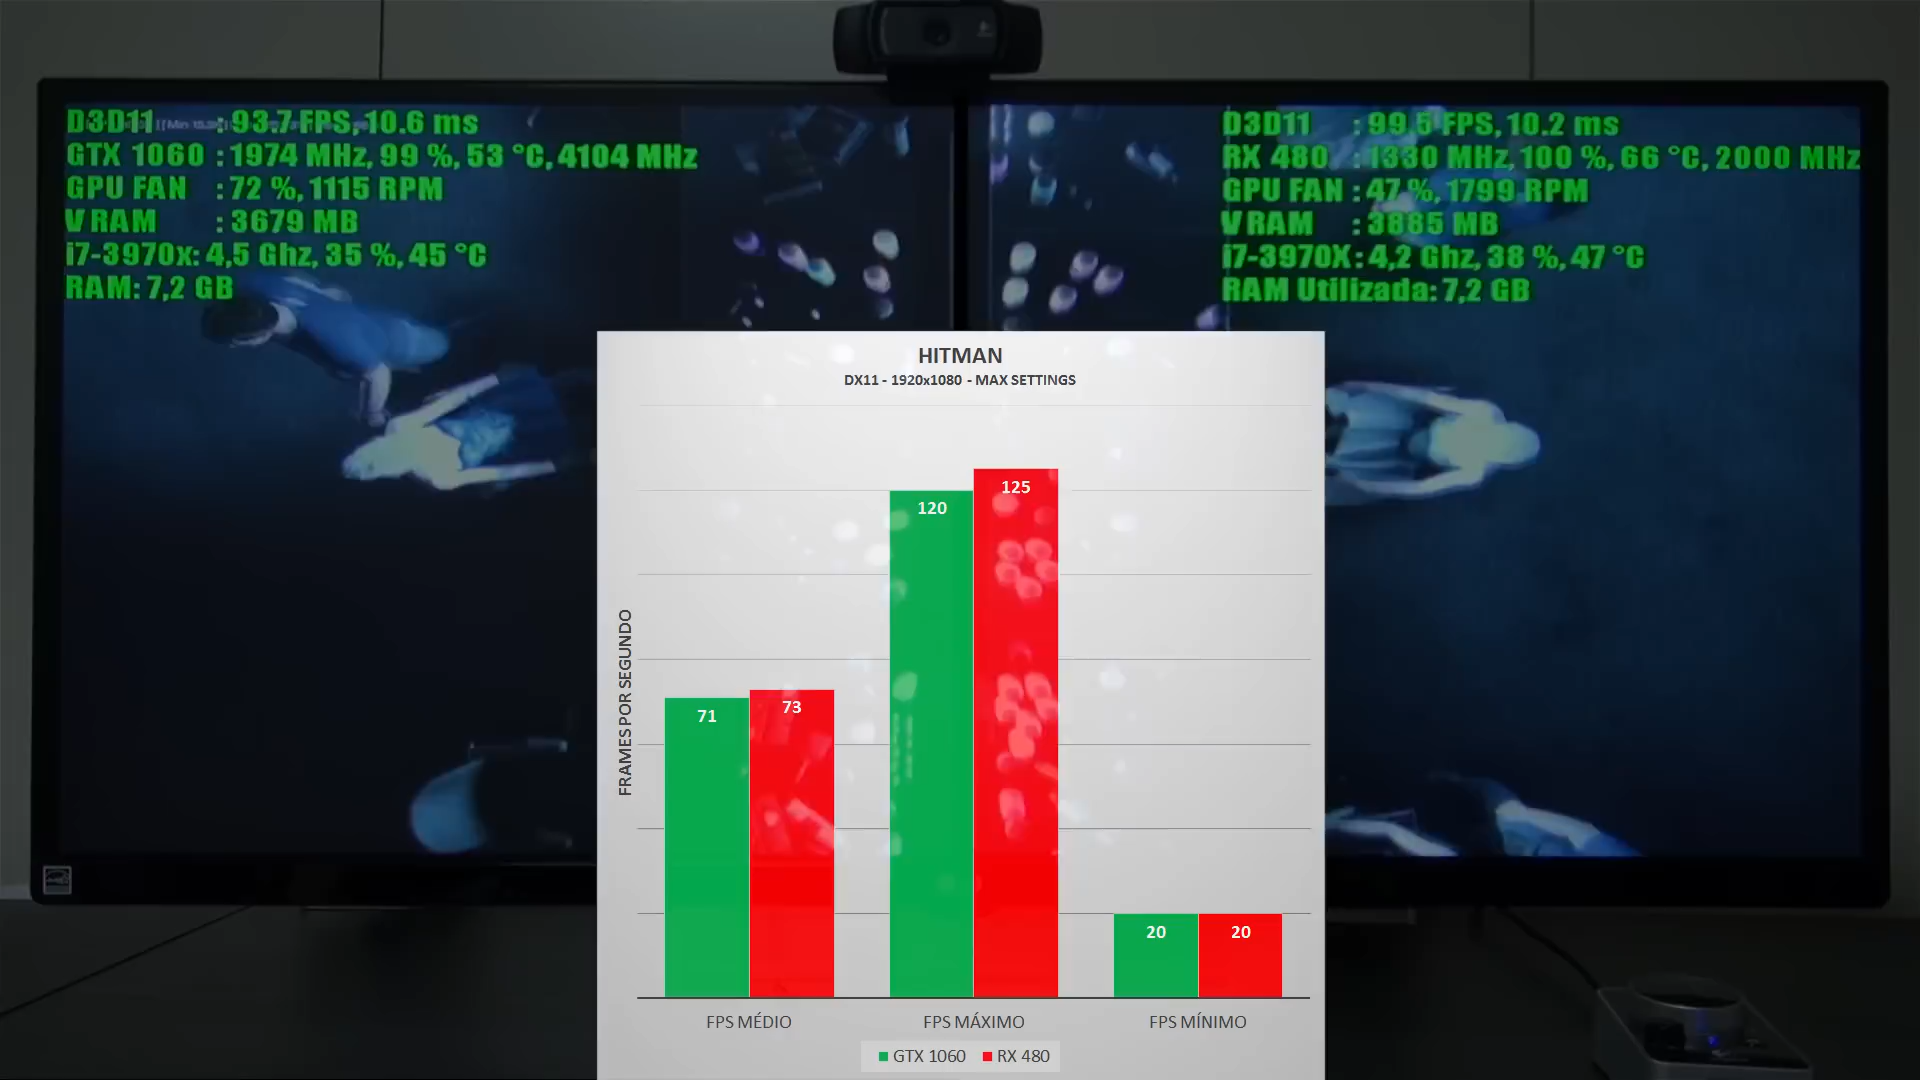 D3D11 : 93.7 FPS, 10.6 ms
GTX 1060 : 1974 MHz, 99 %, 53 °C, 4104 MHz
GPU FAN : 72 %, 1115 RPM
VRAM : 3679 MB
i7-3970x: 4,5 Ghz, 35 %, 45 °C
RAM: 7,2 GB
D3D11 : 99.5 FPS, 10.2 ms
RX 480 : 1330 MHz, 100 %, 66 °C, 2000 MHz
GPU FAN : 47 %, 1799 RPM
VRAM : 3885 MB
i7-3970X: 4,2 Ghz, 38 %, 47 °C
RAM Utilizada: 7,2 GB
HITMAN
DX11 - 1920x1080 - MAX SETTINGS
FRAMES POR SEGUNDO
71
73
120
125
20
20
FPS MÉDIO
FPS MÁXIMO
FPS MÍNIMO
GTX 1060
RX 480